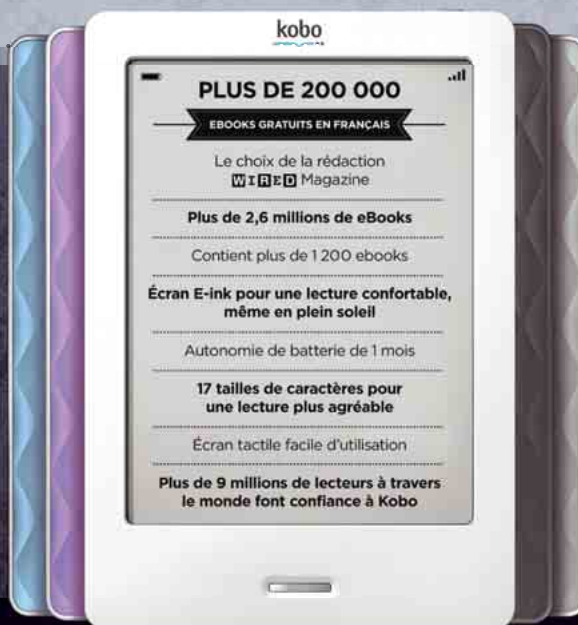 kobo
PLUS DE 200 000
EBOOKS GRATUITS EN FRANÇAIS
Le choix de la rédaction
WIRED Magazine
Plus de 2,6 millions de eBooks
Contient plus de 1 200 ebooks
Écran E-ink pour une lecture confortable,
même en plein soleil
Autonomie de batterie de 1 mois
17 tailles de caractères pour
une lecture plus agréable
Écran tactile facile d'utilisation
Plus de 9 millions de lecteurs à travers
le monde font confiance à Kobo